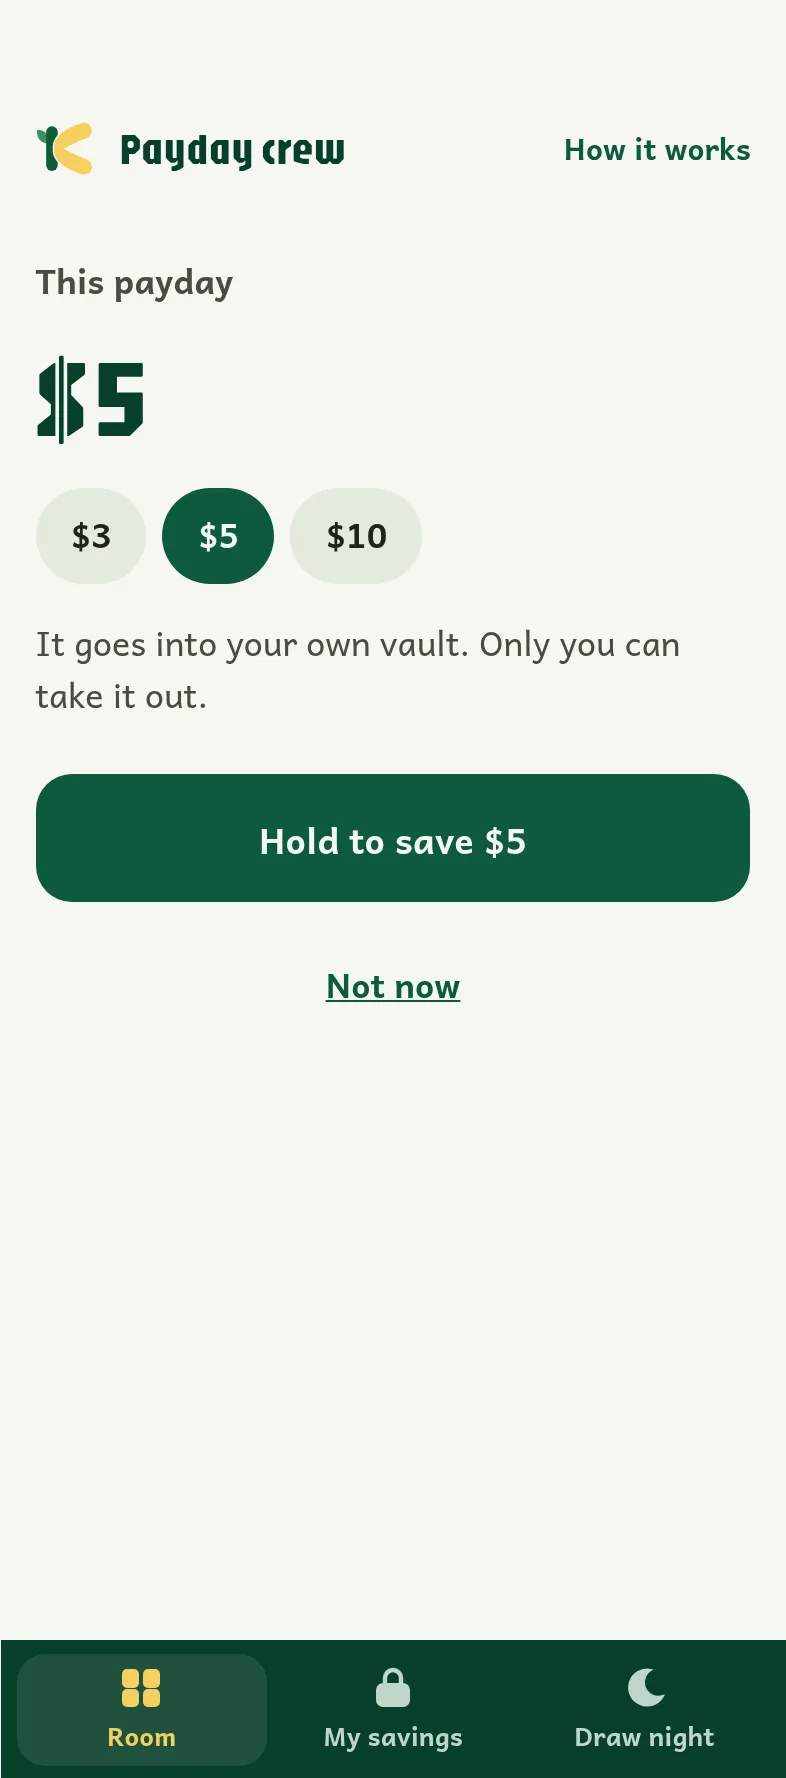 Payday crew
How it works
This payday
$5
$3
$5
$10
It goes into your own vault. Only you can
take it out.
Hold to save $5
Not now
Room
My savings
Draw night